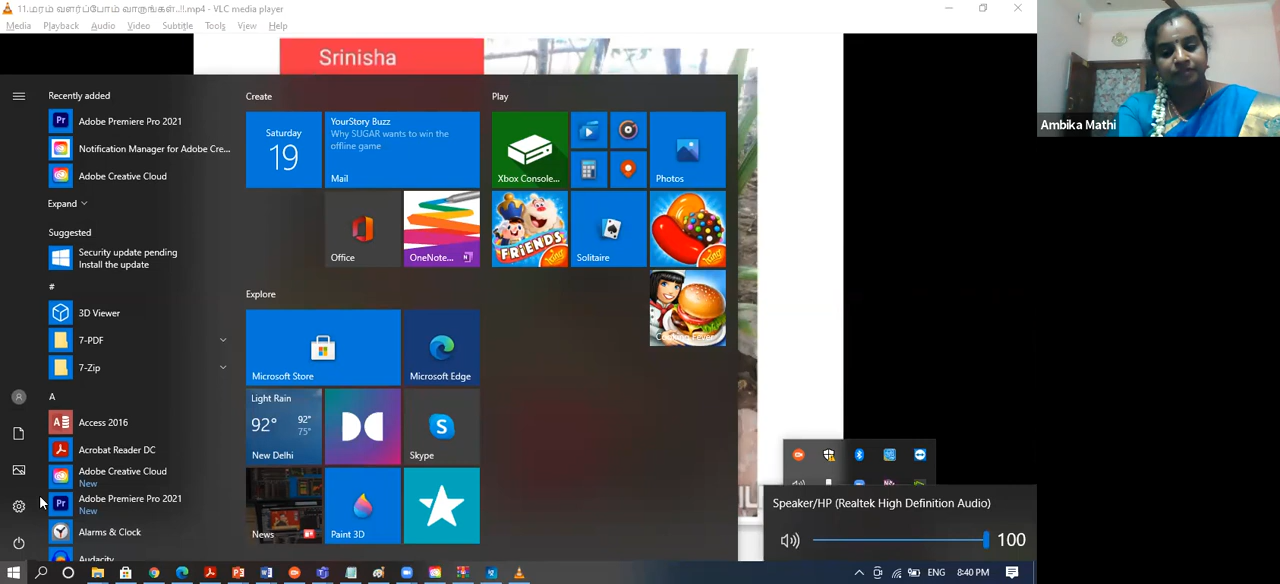 11.மரம் வளர்ப்போம் வாருங்கள்..!!.mp4 - VLC media player
Media Playback Audio Video Subtitle Tools View Help
Srinisha
Recently added
Adobe Premiere Pro 2021
Notification Manager for Adobe Cre...
Adobe Creative Cloud
Expand
Suggested
Security update pending
Install the update
#
3D Viewer
7-PDF
7-Zip
A
Access 2016
Acrobat Reader DC
Adobe Creative Cloud
New
Adobe Premiere Pro 2021
New
Alarms & Clock
Audacity
Create
Saturday
19
YourStory Buzz
Why SUGAR wants to win the
offline game
Mail
Office
OneNote...
Explore
Microsoft Store
Microsoft Edge
Light Rain
92°
92°
75°
New Delhi
Skype
News
Paint 3D
Play
Xbox Console...
Photos
FRIENDS
King
Solitaire
King
Ambika Mathi
Speaker/HP (Realtek High Definition Audio)
100
ENG
8:40 PM